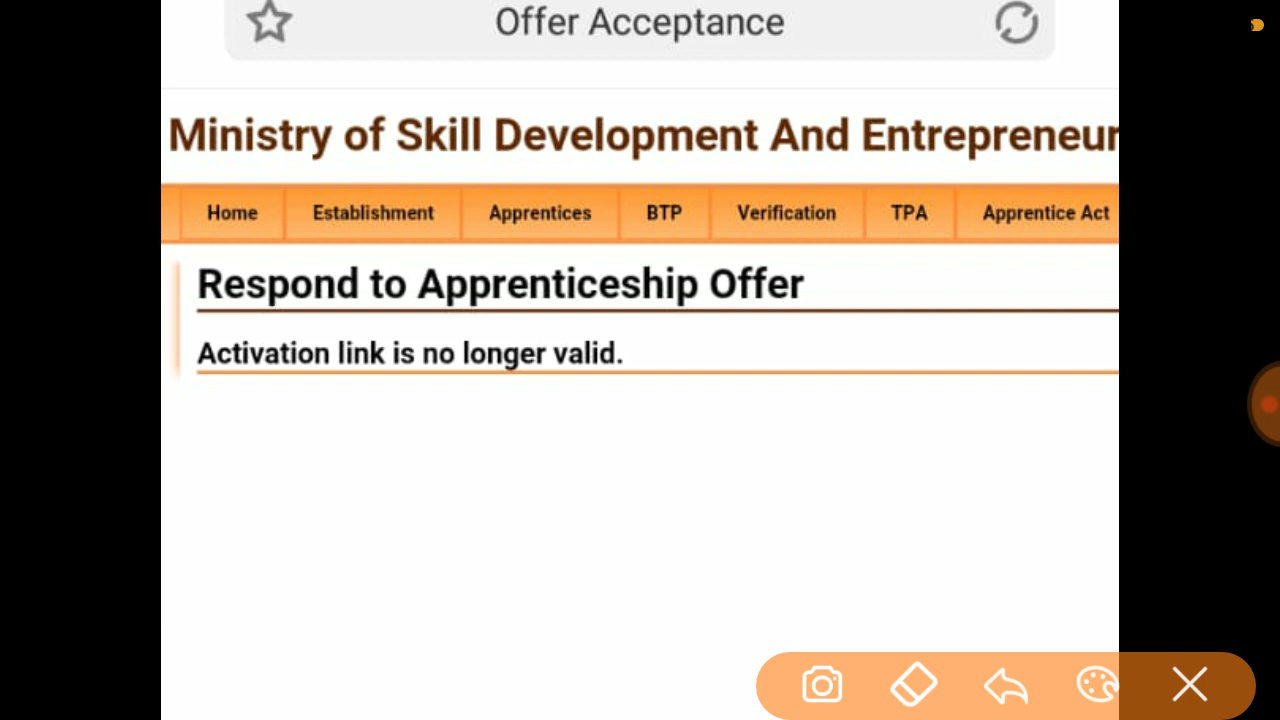 Offer Acceptance
Ministry of Skill Development And Entrepreneur
Home Establishment Apprentices BTP Verification TPA Apprentice Act
Respond to Apprenticeship Offer
Activation link is no longer valid.